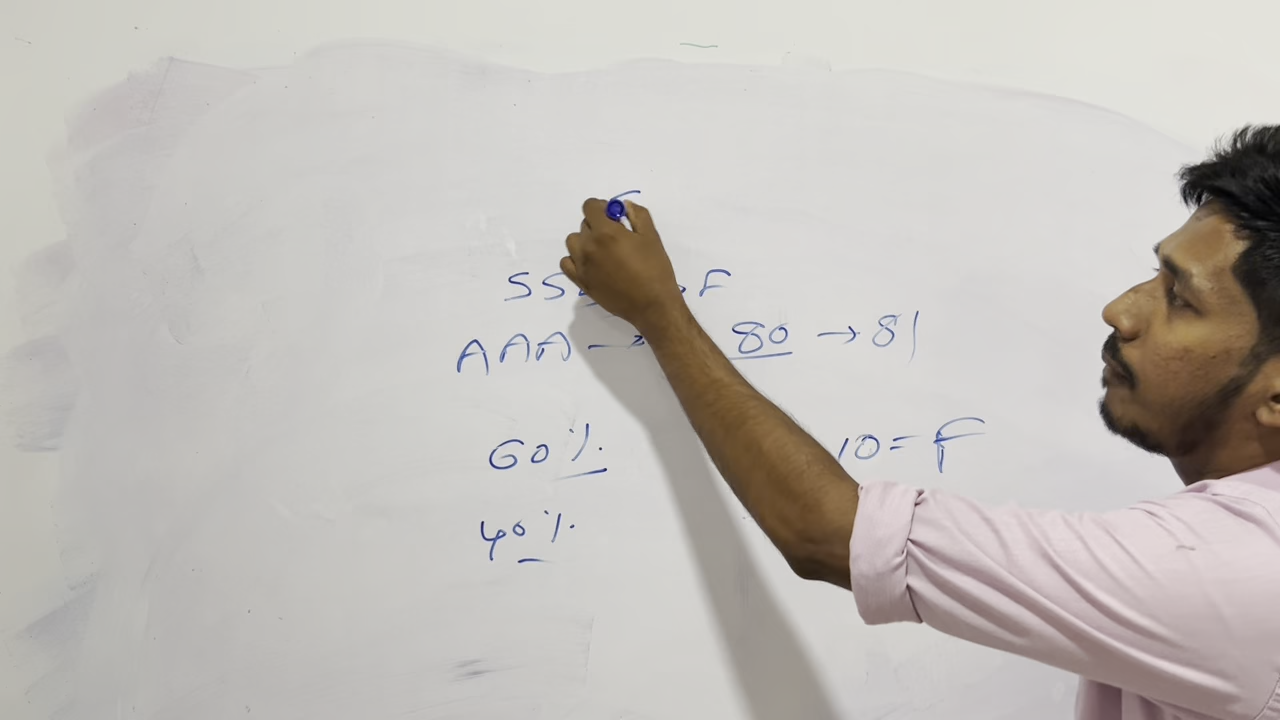 SS → F
AAA → 80 → 81
60% 10 = F
40%